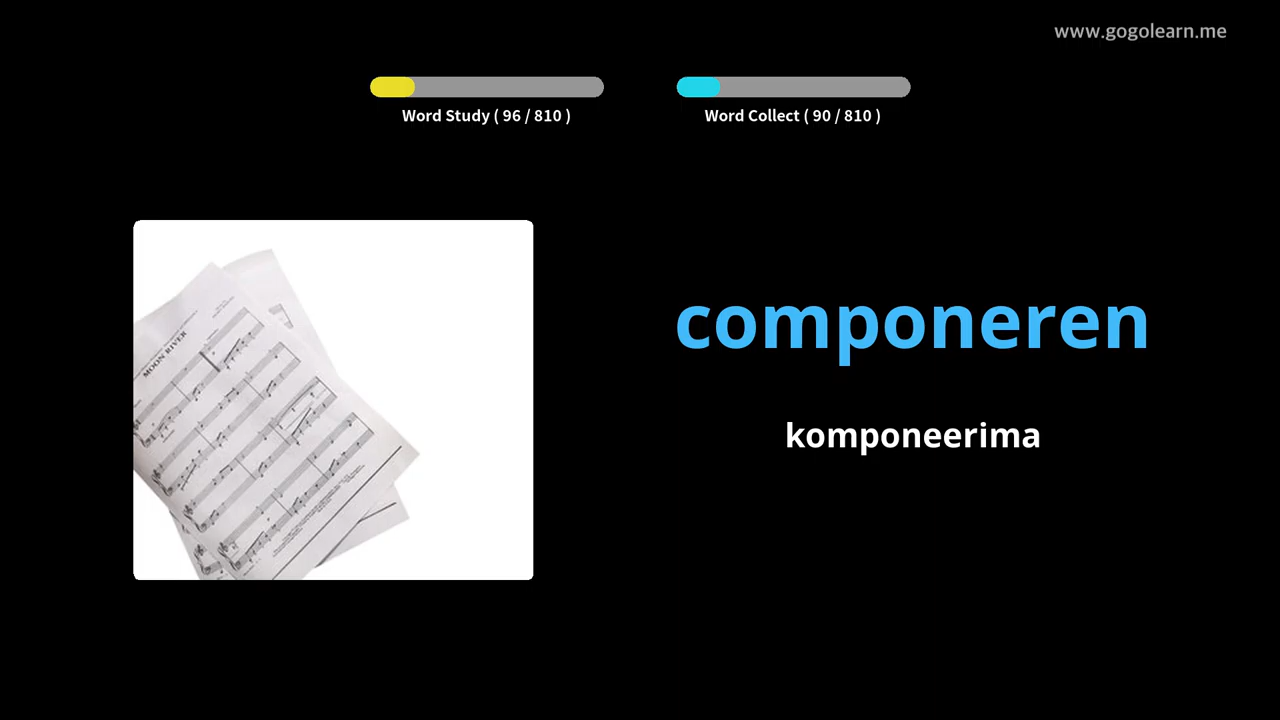 www.gogolearn.me
Word Study ( 96 / 810 )
Word Collect ( 90 / 810 )
MOON RIVER
componeren
komponeerima